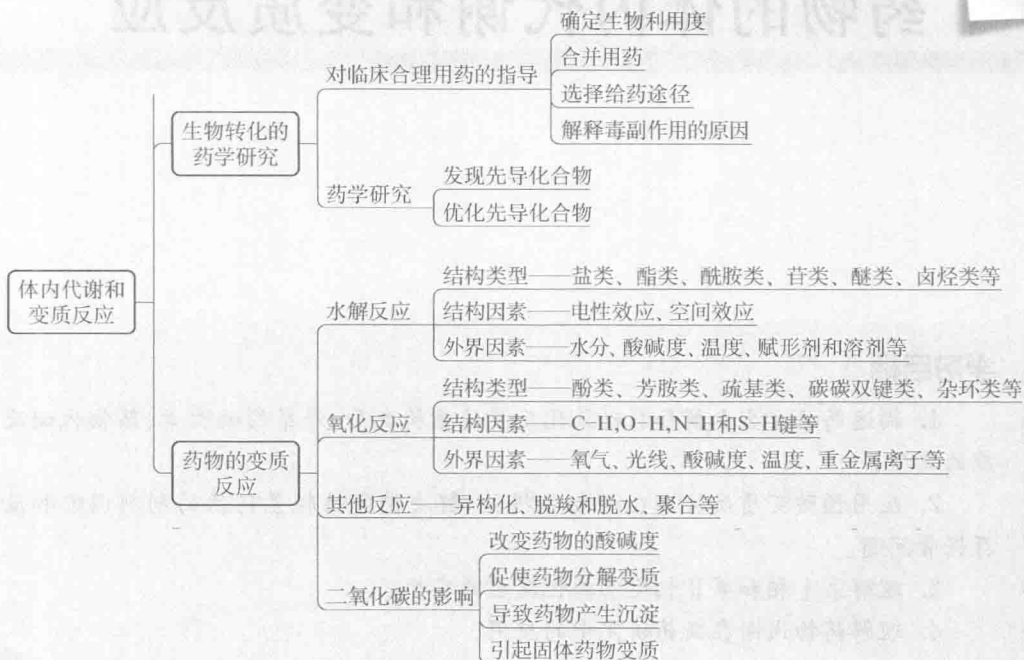 确定生物利用度
对临床合理用药的指导
合并用药
选择给药途径
解释毒副作用的原因
生物转化的
药学研究
药学研究
发现先导化合物
优化先导化合物
体内代谢和
变质反应
水解反应
结构类型——盐类、酯类、酰胺类、苷类、醚类、卤烃类等
结构因素——电性效应、空间效应
外界因素——水分、酸碱度、温度、赋形剂和溶剂等
药物的变质
反应
氧化反应
结构类型——酚类、芳胺类、巯基类、碳碳双键类、杂环类等
结构因素——C-H,O-H,N-H和S-H键等
外界因素——氧气、光线、酸碱度、温度、重金属离子等
其他反应——异构化、脱羧和脱水、聚合等
二氧化碳的影响
改变药物的酸碱度
促使药物分解变质
导致药物产生沉淀
引起固体药物变质